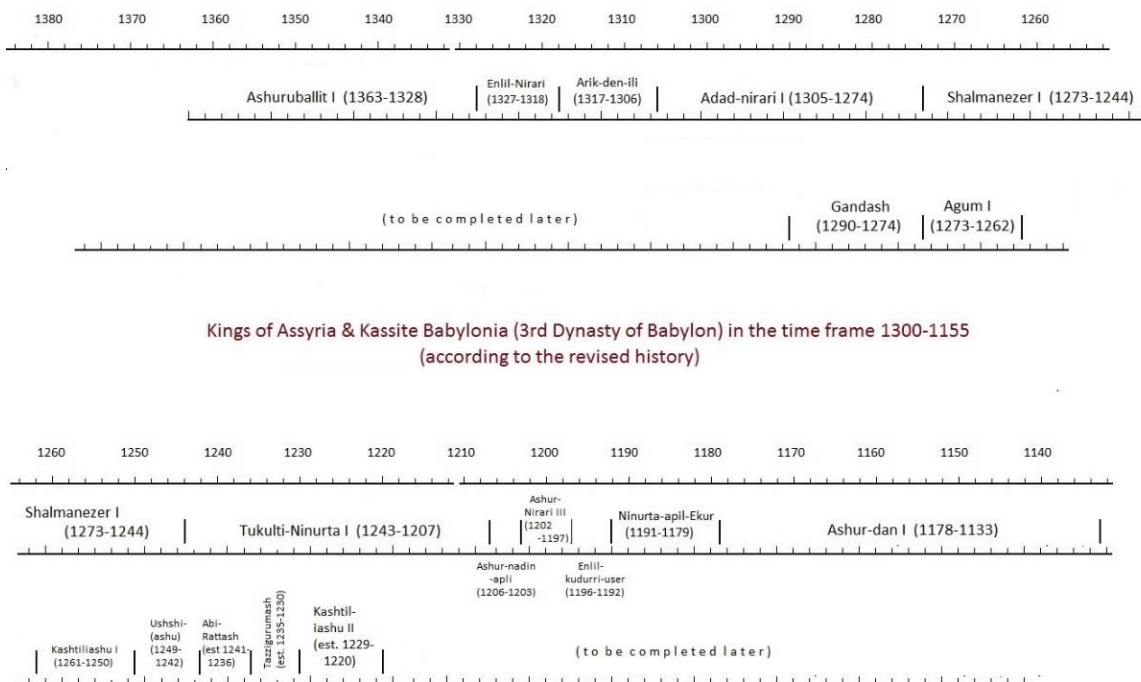 1380 1370 1360 1350 1340 1330 1320 1310 1300 1290 1280 1270 1260
Ashuruballit I (1363-1328)
Enlil-Nirari
(1327-1318)
Arik-den-ili
(1317-1306)
Adad-nirari I (1305-1274)
Shalmanezer I (1273-1244)
(to be completed later)
Gandash
(1290-1274)
Agum I
(1273-1262)
Kings of Assyria & Kassite Babylonia (3rd Dynasty of Babylon) in the time frame 1300-1155
(according to the revised history)
1260 1250 1240 1230 1220 1210 1200 1190 1180 1170 1160 1150 1140
Shalmanezer I
(1273-1244)
Tukulti-Ninurta I (1243-1207)
Ashur-
Nirari III
(1202
-1197)
Ninurta-apil-Ekur
(1191-1179)
Ashur-dan I (1178-1133)
Ashur-nadin
-apli
(1206-1203)
Enlil-
kudurri-user
(1196-1192)
Kashtiliashu I
(1261-1250)
Ushshi-
(ashu)
(1249-
1242)
Abi-
Rattash
(est 1241-
1236)
Tazzigurumash
(est. 1235-1230)
Kashtil-
iashu II
(est. 1229-
1220)
(to be completed later)